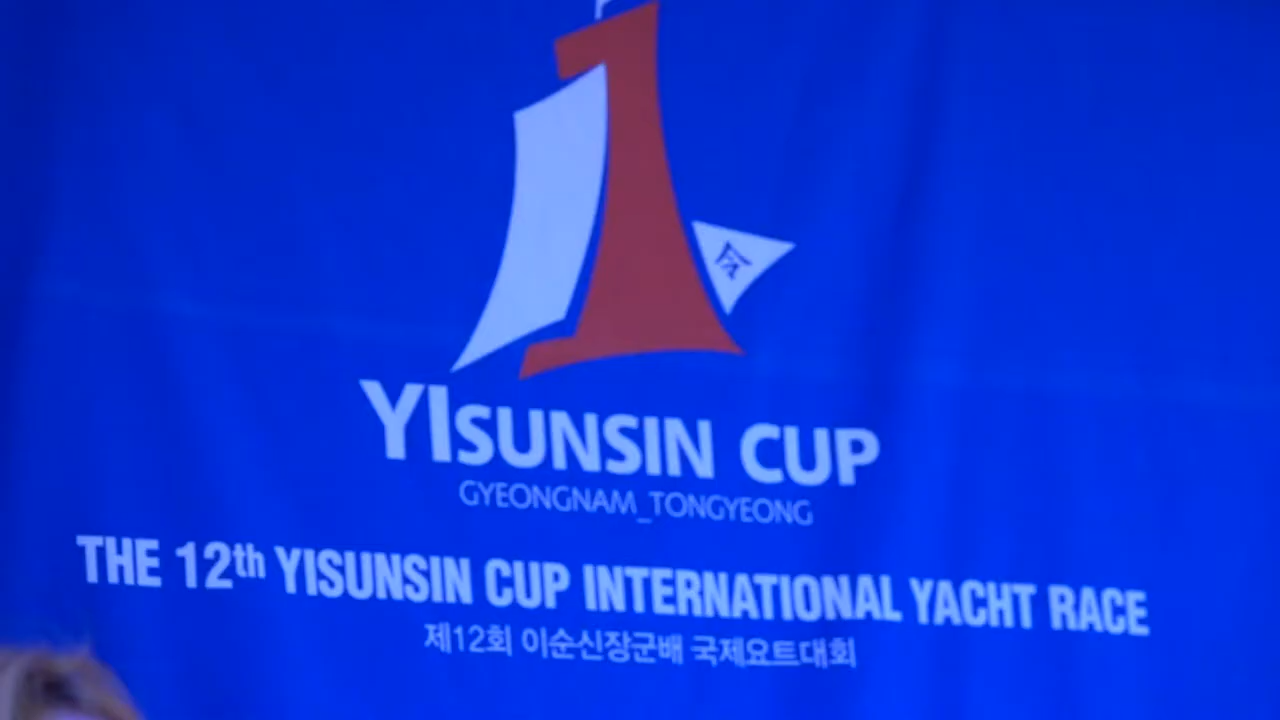 YISUNSIN CUP
GYEONGNAM_TONGYEONG
THE 12th YISUNSIN CUP INTERNATIONAL YACHT RACE
제12회 이순신장군배 국제요트대회